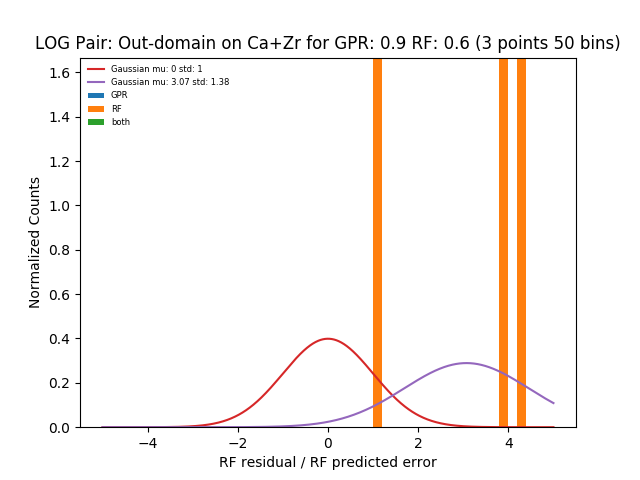 LOG Pair: Out-domain on Ca+Zr for GPR: 0.9 RF: 0.6 (3 points 50 bins)
Gaussian mu: 0 std: 1
Gaussian mu: 3.07 std: 1.38
GPR
RF
both
Normalized Counts
1.6
1.4
1.2
1.0
0.8
0.6
0.4
0.2
0.0
−4
−2
0
2
4
RF residual / RF predicted error